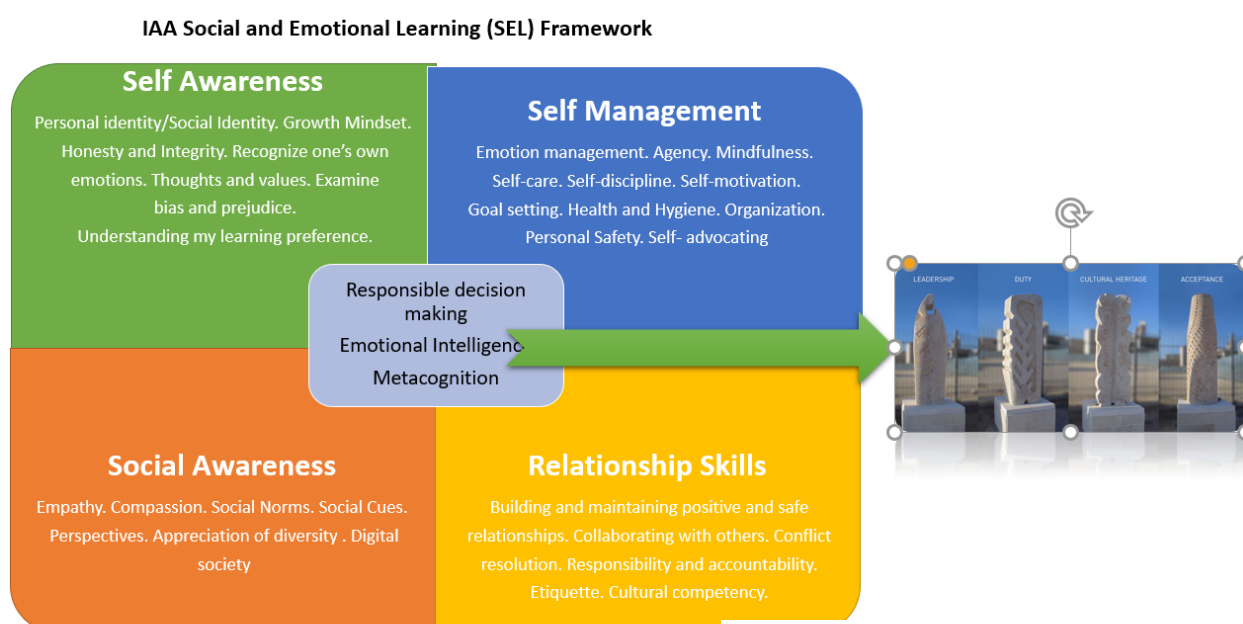 IAA Social and Emotional Learning (SEL) Framework
Self Awareness
Personal identity/Social Identity. Growth Mindset.
Honesty and Integrity. Recognize one's own
emotions. Thoughts and values. Examine
bias and prejudice.
Understanding my learning preference.
Self Management
Emotion management. Agency. Mindfulness.
Self-care. Self-discipline. Self-motivation.
Goal setting. Health and Hygiene. Organization.
Personal Safety. Self- advocating
Responsible decision
making
Emotional Intelligenc
Metacognition
LEADERSHIP
DUTY
CULTURAL HERITAGE
ACCEPTANCE
Social Awareness
Empathy. Compassion. Social Norms. Social Cues.
Perspectives. Appreciation of diversity . Digital
society
Relationship Skills
Building and maintaining positive and safe
relationships. Collaborating with others. Conflict
resolution. Responsibility and accountability.
Etiquette. Cultural competency.